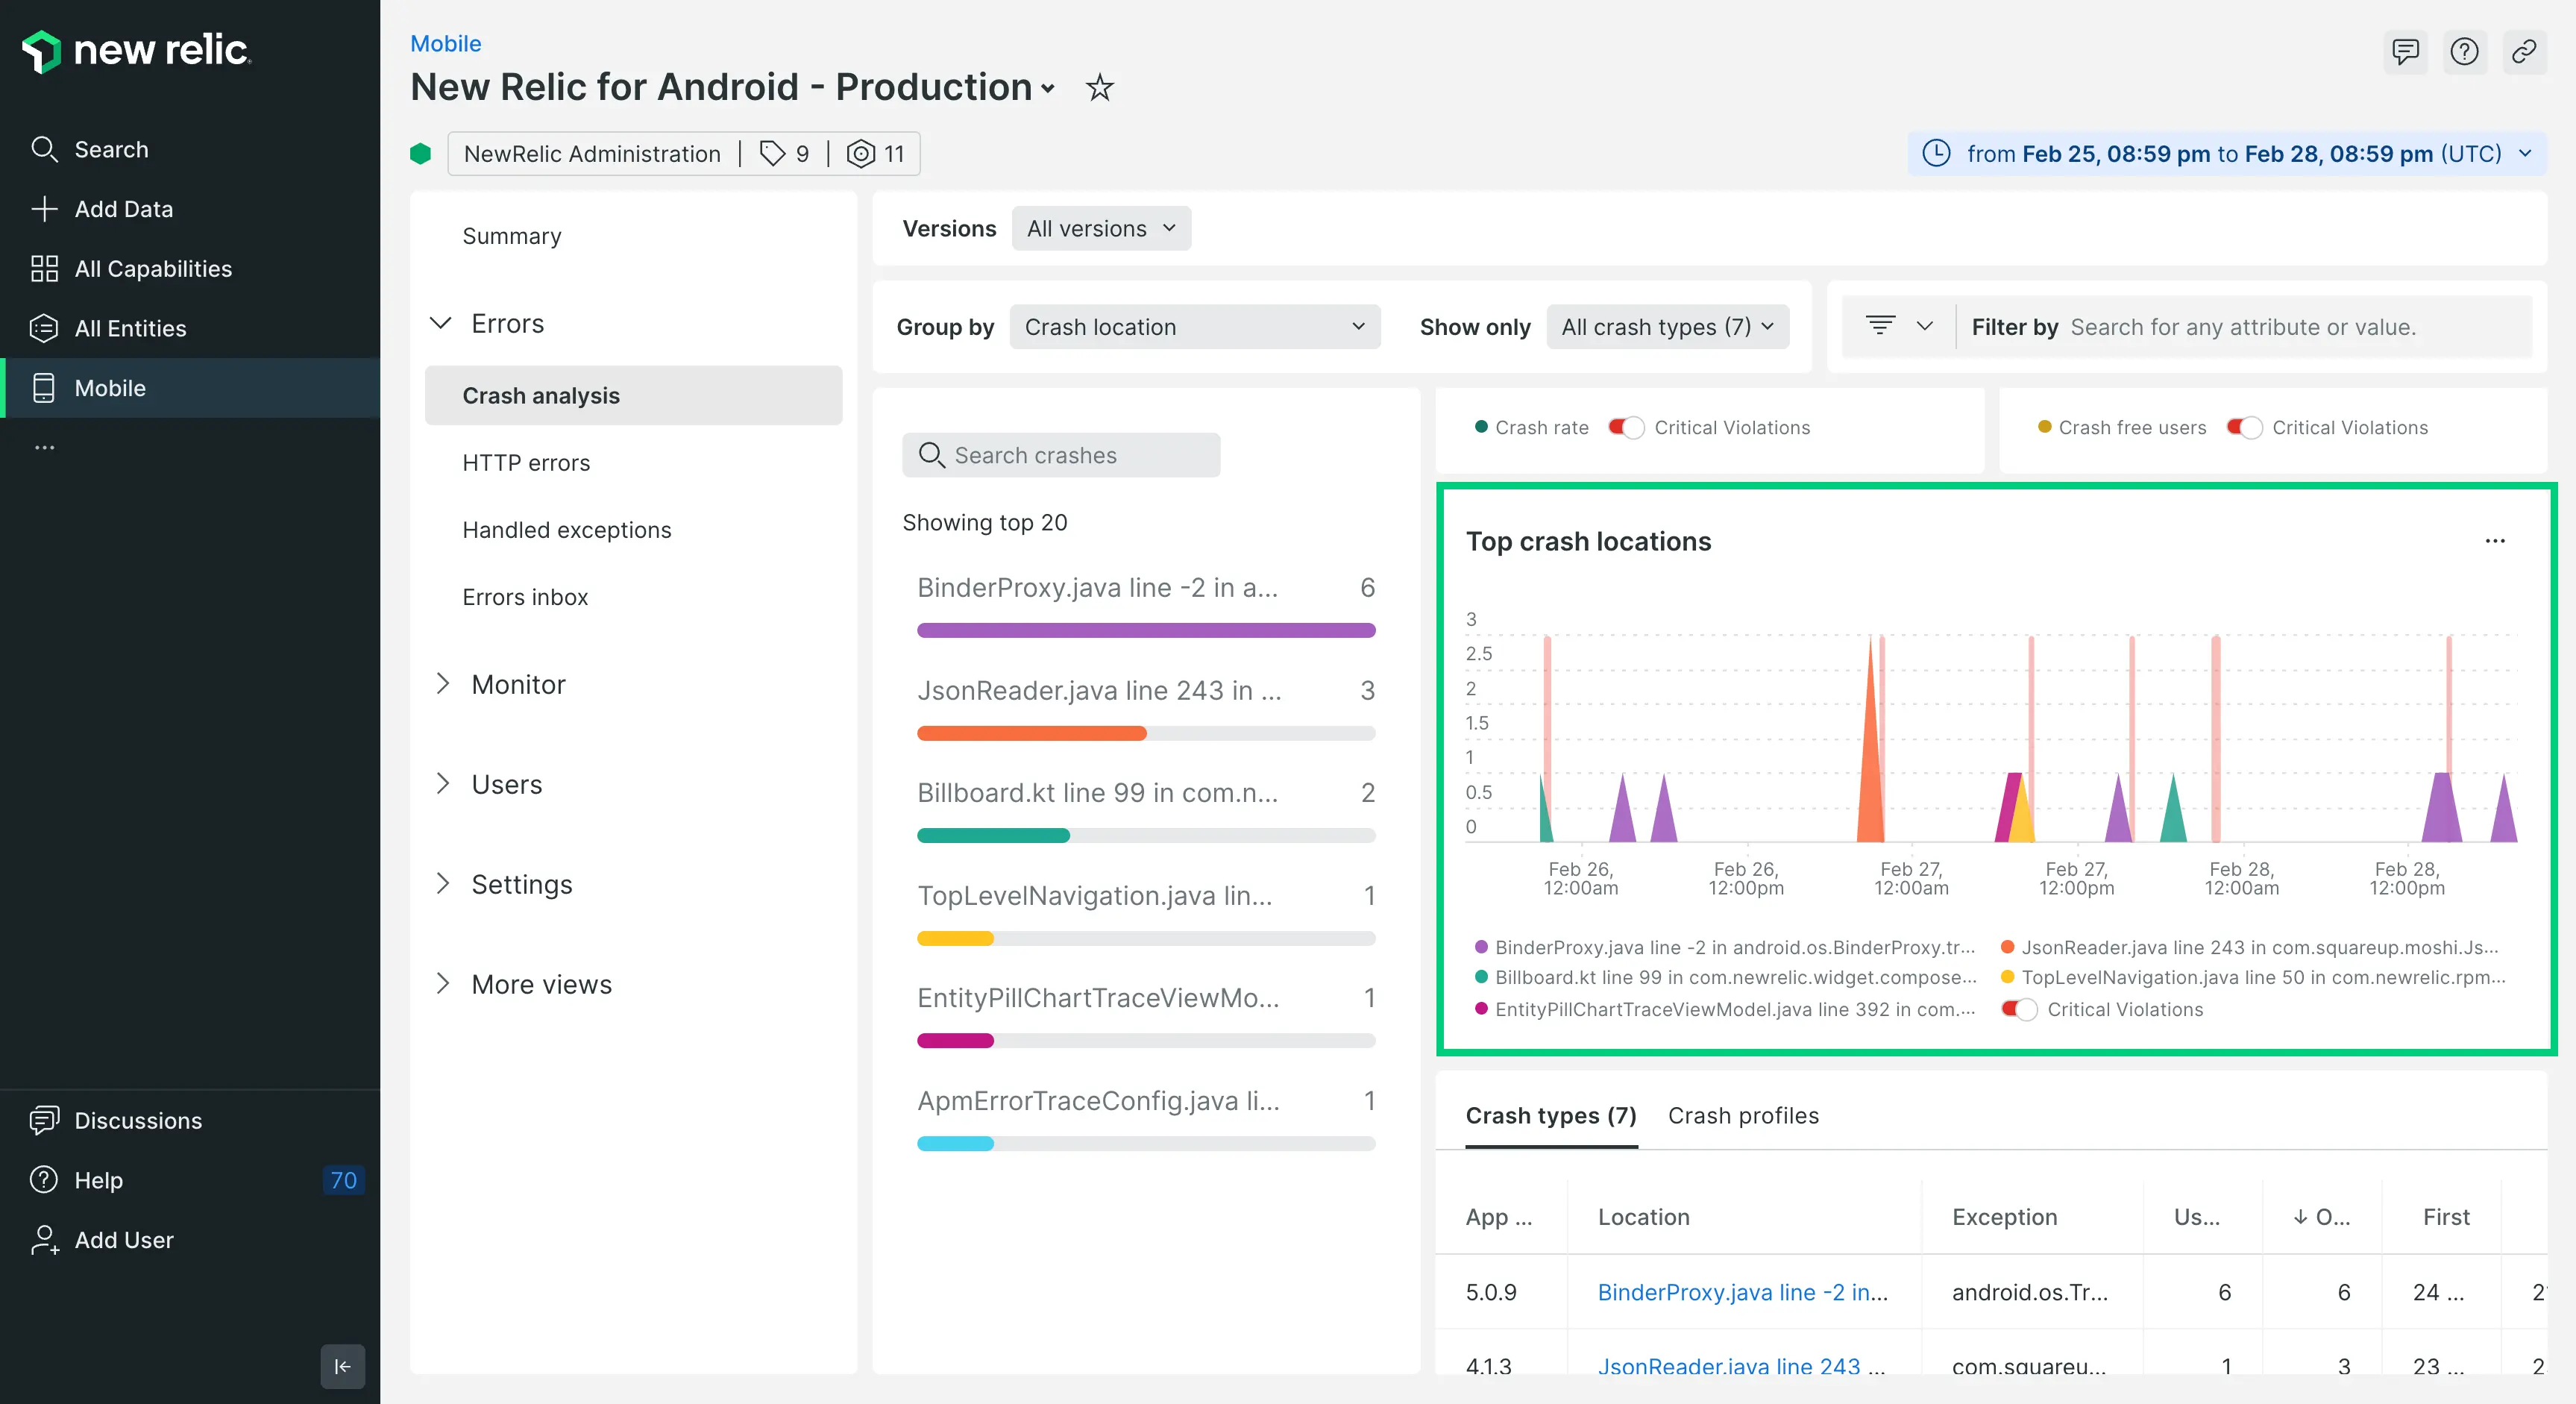 new relic
Search
Add Data
All Capabilities
All Entities
Mobile
...
Discussions
Help
70
Add User
Mobile
New Relic for Android - Production
NewRelic Administration | 9 | 11
from Feb 25, 08:59 pm to Feb 28, 08:59 pm (UTC)
Summary
Errors
Crash analysis
HTTP errors
Handled exceptions
Errors inbox
Monitor
Users
Settings
More views
Versions All versions
Group by Crash location
Show only All crash types (7)
Filter by Search for any attribute or value.
Search crashes
Showing top 20
BinderProxy.java line -2 in a... 6
JsonReader.java line 243 in ... 3
Billboard.kt line 99 in com.n... 2
TopLevelNavigation.java lin... 1
EntityPillChartTraceViewMo... 1
ApmErrorTraceConfig.java li... 1
Crash rate Critical Violations
Crash free users Critical Violations
Top crash locations
...
3
2.5
2
1.5
1
0.5
0
Feb 26,
12:00am
Feb 26,
12:00pm
Feb 27,
12:00am
Feb 27,
12:00pm
Feb 28,
12:00am
Feb 28,
12:00pm
BinderProxy.java line -2 in android.os.BinderProxy.tr...
JsonReader.java line 243 in com.squareup.moshi.Js...
Billboard.kt line 99 in com.newrelic.widget.compose...
TopLevelNavigation.java line 50 in com.newrelic.rpm...
EntityPillChartTraceViewModel.java line 392 in com....
Critical Violations
Crash types (7) Crash profiles
App ... Location Exception Us... ↓ O... First
5.0.9 BinderProxy.java line -2 in... android.os.Tr... 6 6 24 ... 2
4.1.3 JsonReader.java line 243 ... com.squareu... 1 3 23 ... 2